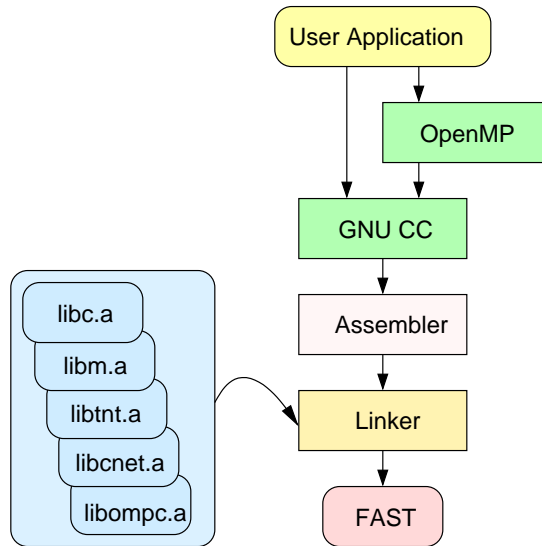 User Application
OpenMP
GNU CC
Assembler
Linker
FAST
libc.a
libm.a
libtnt.a
libcnet.a
libompc.a